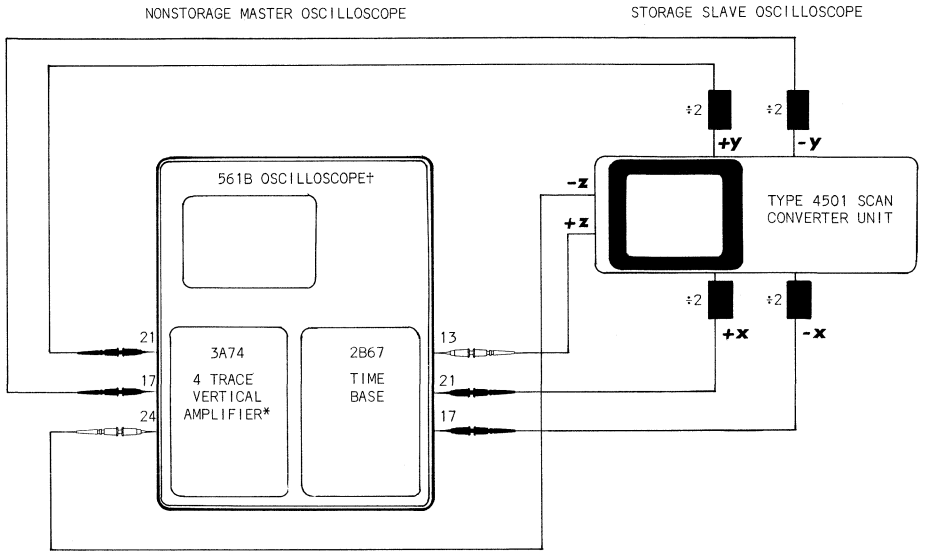 NONSTORAGE MASTER OSCILLOSCOPE
STORAGE SLAVE OSCILLOSCOPE
÷2
÷2
+y
-y
561B OSCILLOSCOPE†
-z
+z
TYPE 4501 SCAN
CONVERTER UNIT
÷2
÷2
+x
-x
21
13
3A74
2B67
17
4 TRACE
VERTICAL
AMPLIFIER*
TIME
BASE
21
24
17